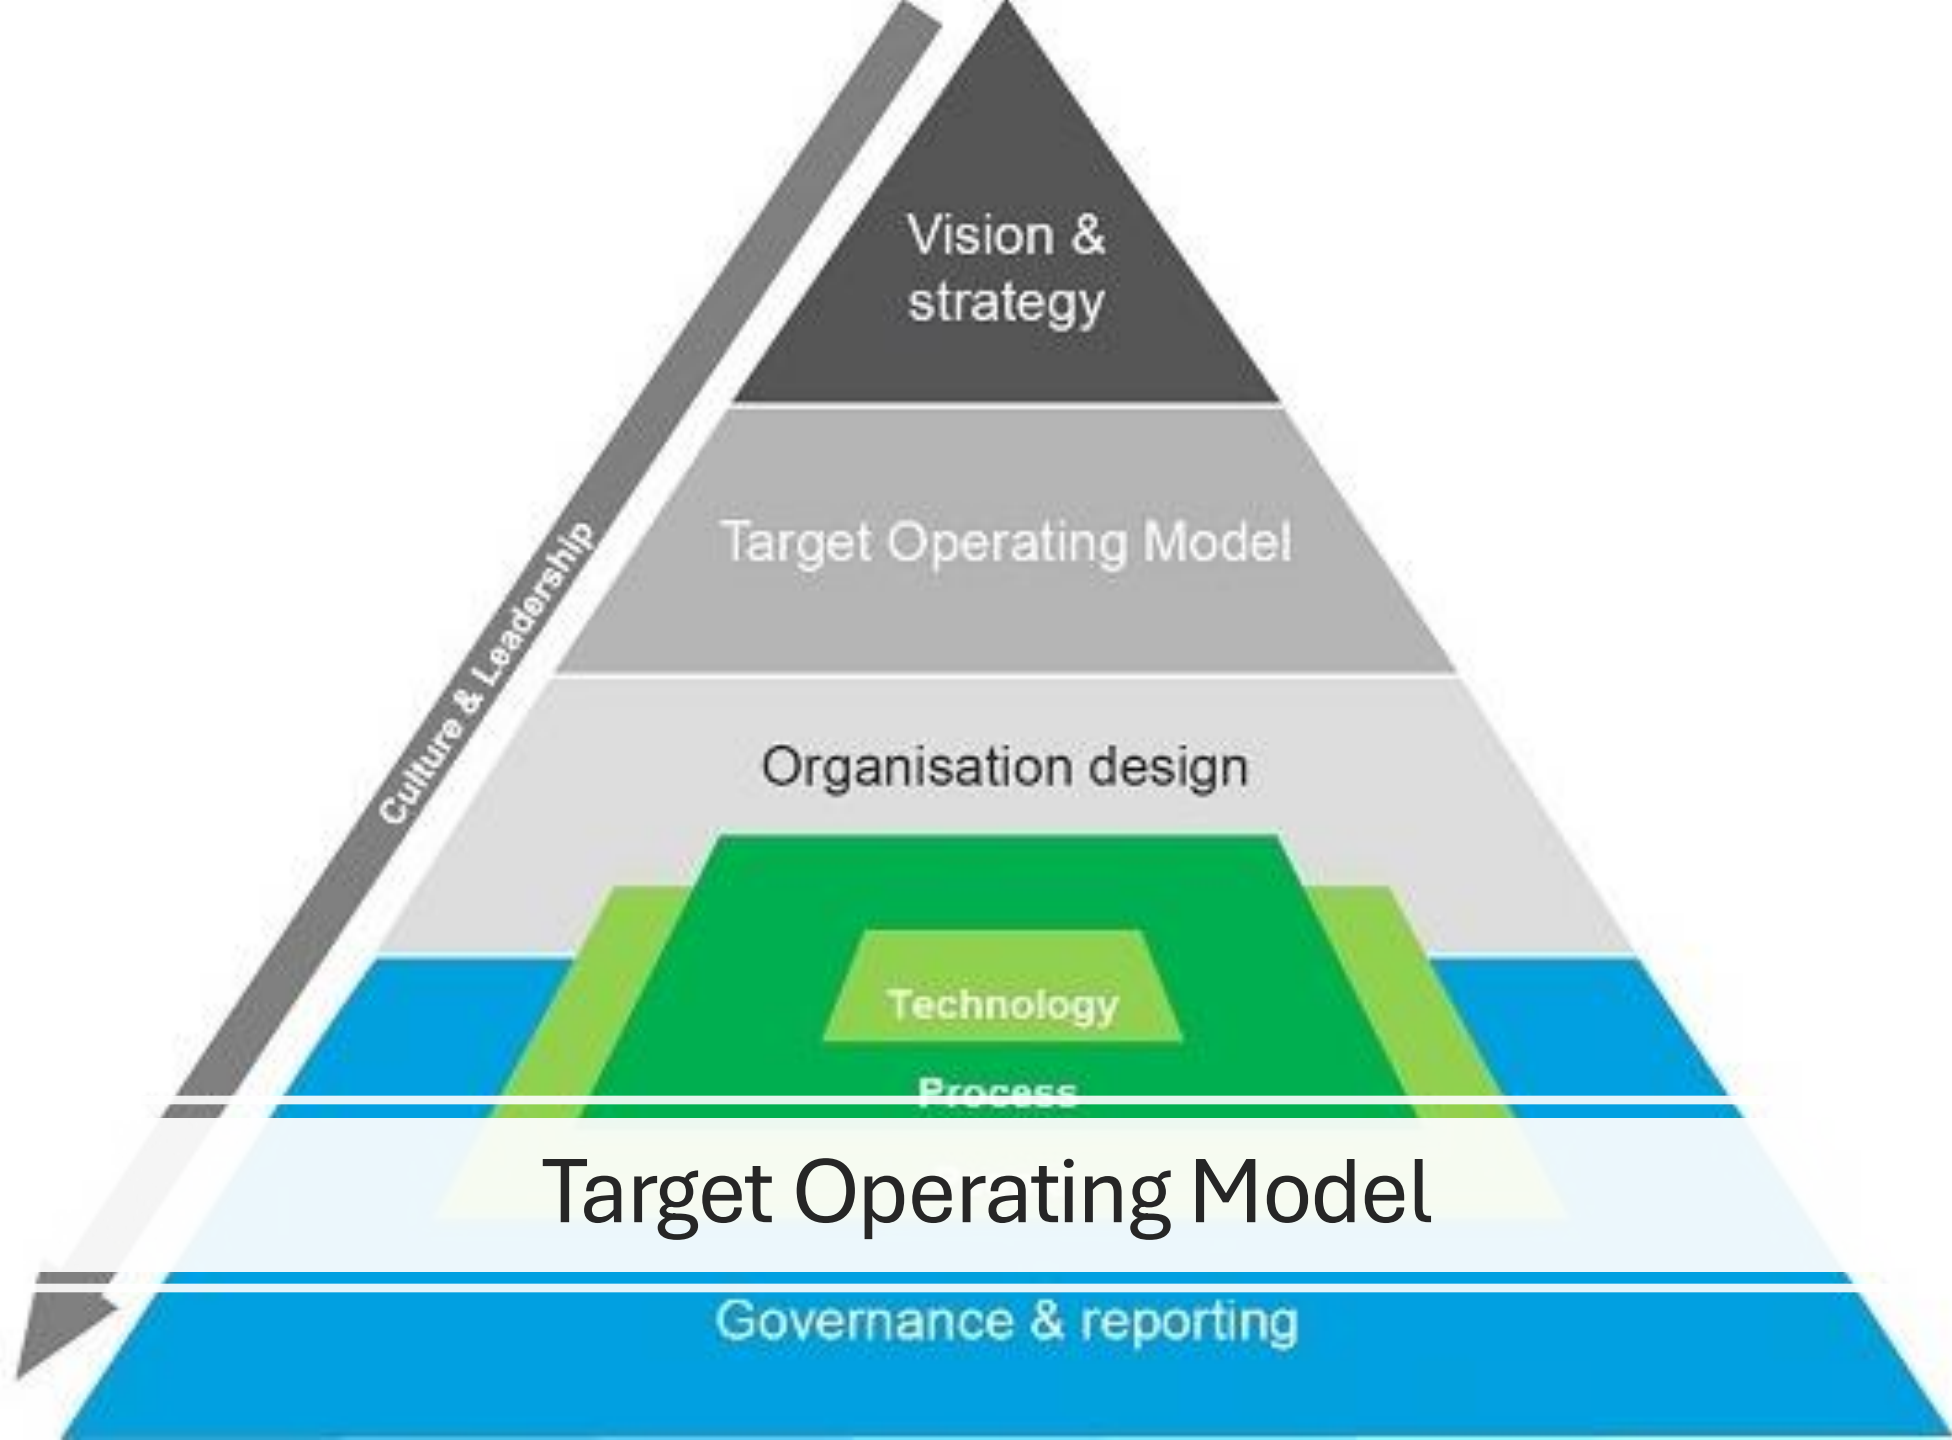 Vision &
strategy
Target Operating Model
Culture & Leadership
Organisation design
Technology
Process
Target Operating Model
Governance & reporting